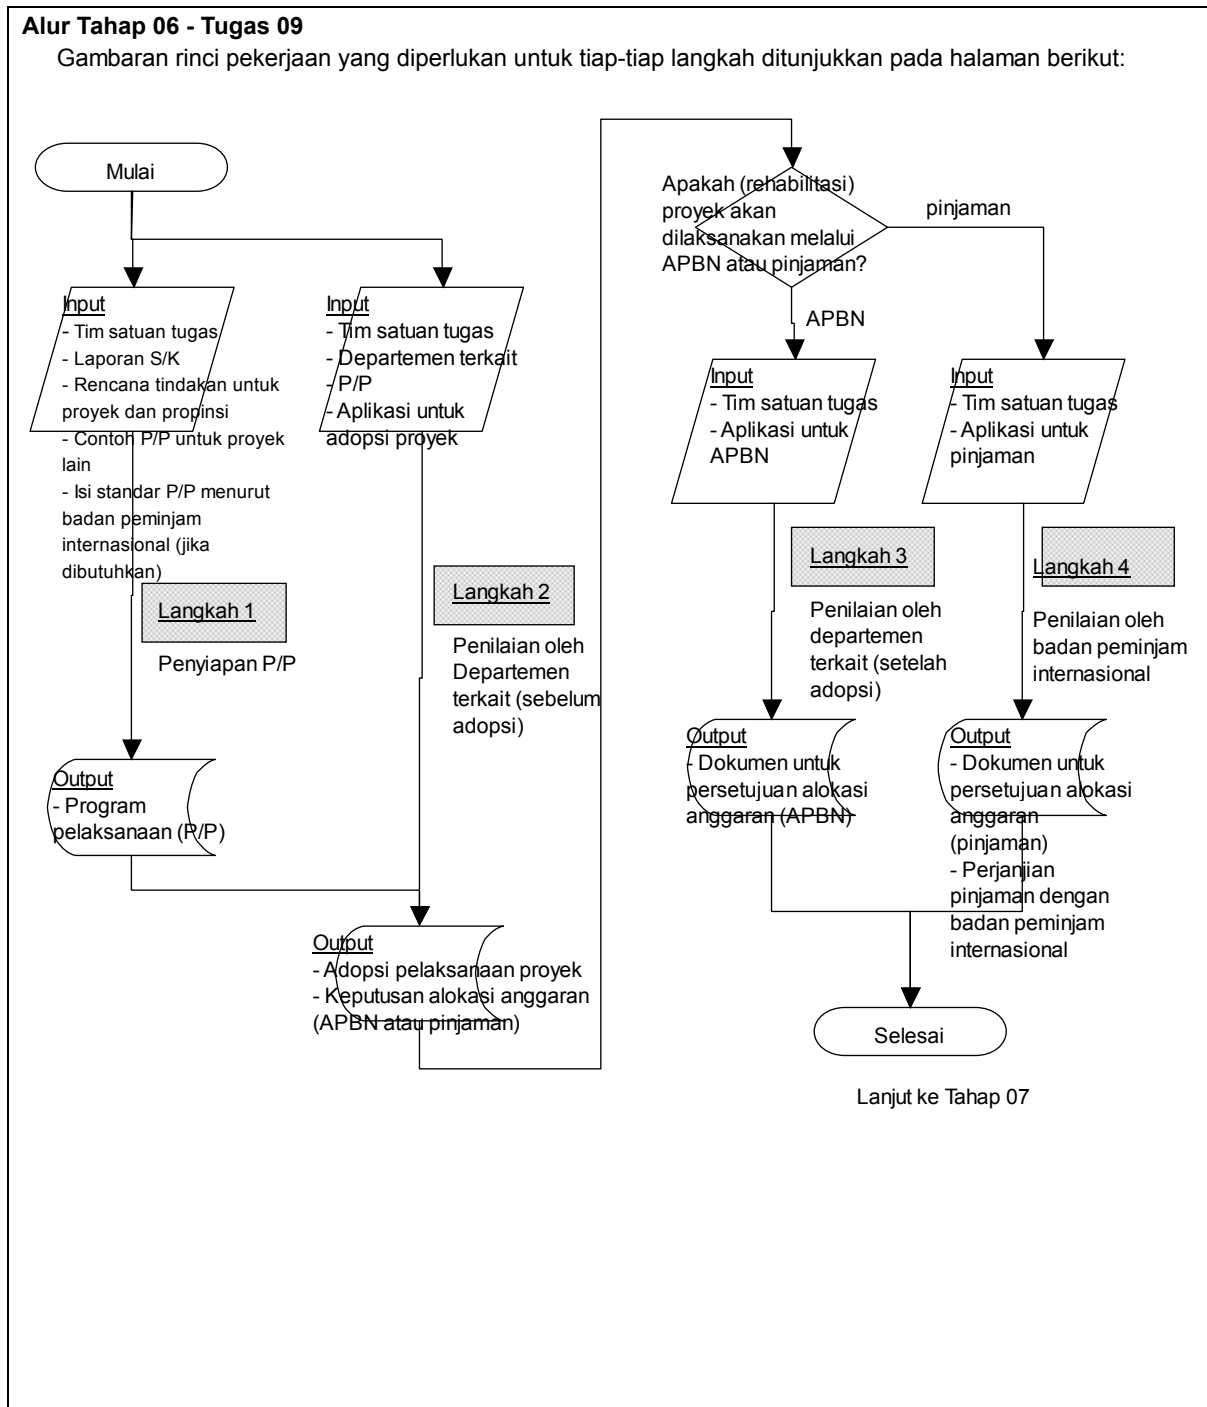 Alur Tahap 06 - Tugas 09
Gambaran rinci pekerjaan yang diperlukan untuk tiap-tiap langkah ditunjukkan pada halaman berikut:
Mulai
Input
- Tim satuan tugas
- Laporan S/K
- Rencana tindakan untuk
proyek dan propinsi
- Contoh P/P untuk proyek
lain
- Isi standar P/P menurut
badan peminjam
internasional (jika
dibutuhkan)
Langkah 1
Penyiapan P/P
Output
- Program
pelaksanaan (P/P)
Input
- Tim satuan tugas
- Departemen terkait
- P/P
- Aplikasi untuk
adopsi proyek
Langkah 2
Penilaian oleh
Departemen
terkait (sebelum
adopsi)
Output
- Adopsi pelaksanaan proyek
- Keputusan alokasi anggaran
(APBN atau pinjaman)
Apakah (rehabilitasi)
proyek akan
dilaksanakan melalui
APBN atau pinjaman?
pinjaman
APBN
Input
- Tim satuan tugas
- Aplikasi untuk
APBN
Langkah 3
Penilaian oleh
departemen
terkait (setelah
adopsi)
Output
- Dokumen untuk
persetujuan alokasi
anggaran (APBN)
Input
- Tim satuan tugas
- Aplikasi untuk
pinjaman
Langkah 4
Penilaian oleh
badan peminjam
internasional
Output
- Dokumen untuk
persetujuan alokasi
anggaran
(pinjaman)
- Perjanjian
pinjaman dengan
badan peminjam
internasional
Selesai
Lanjut ke Tahap 07